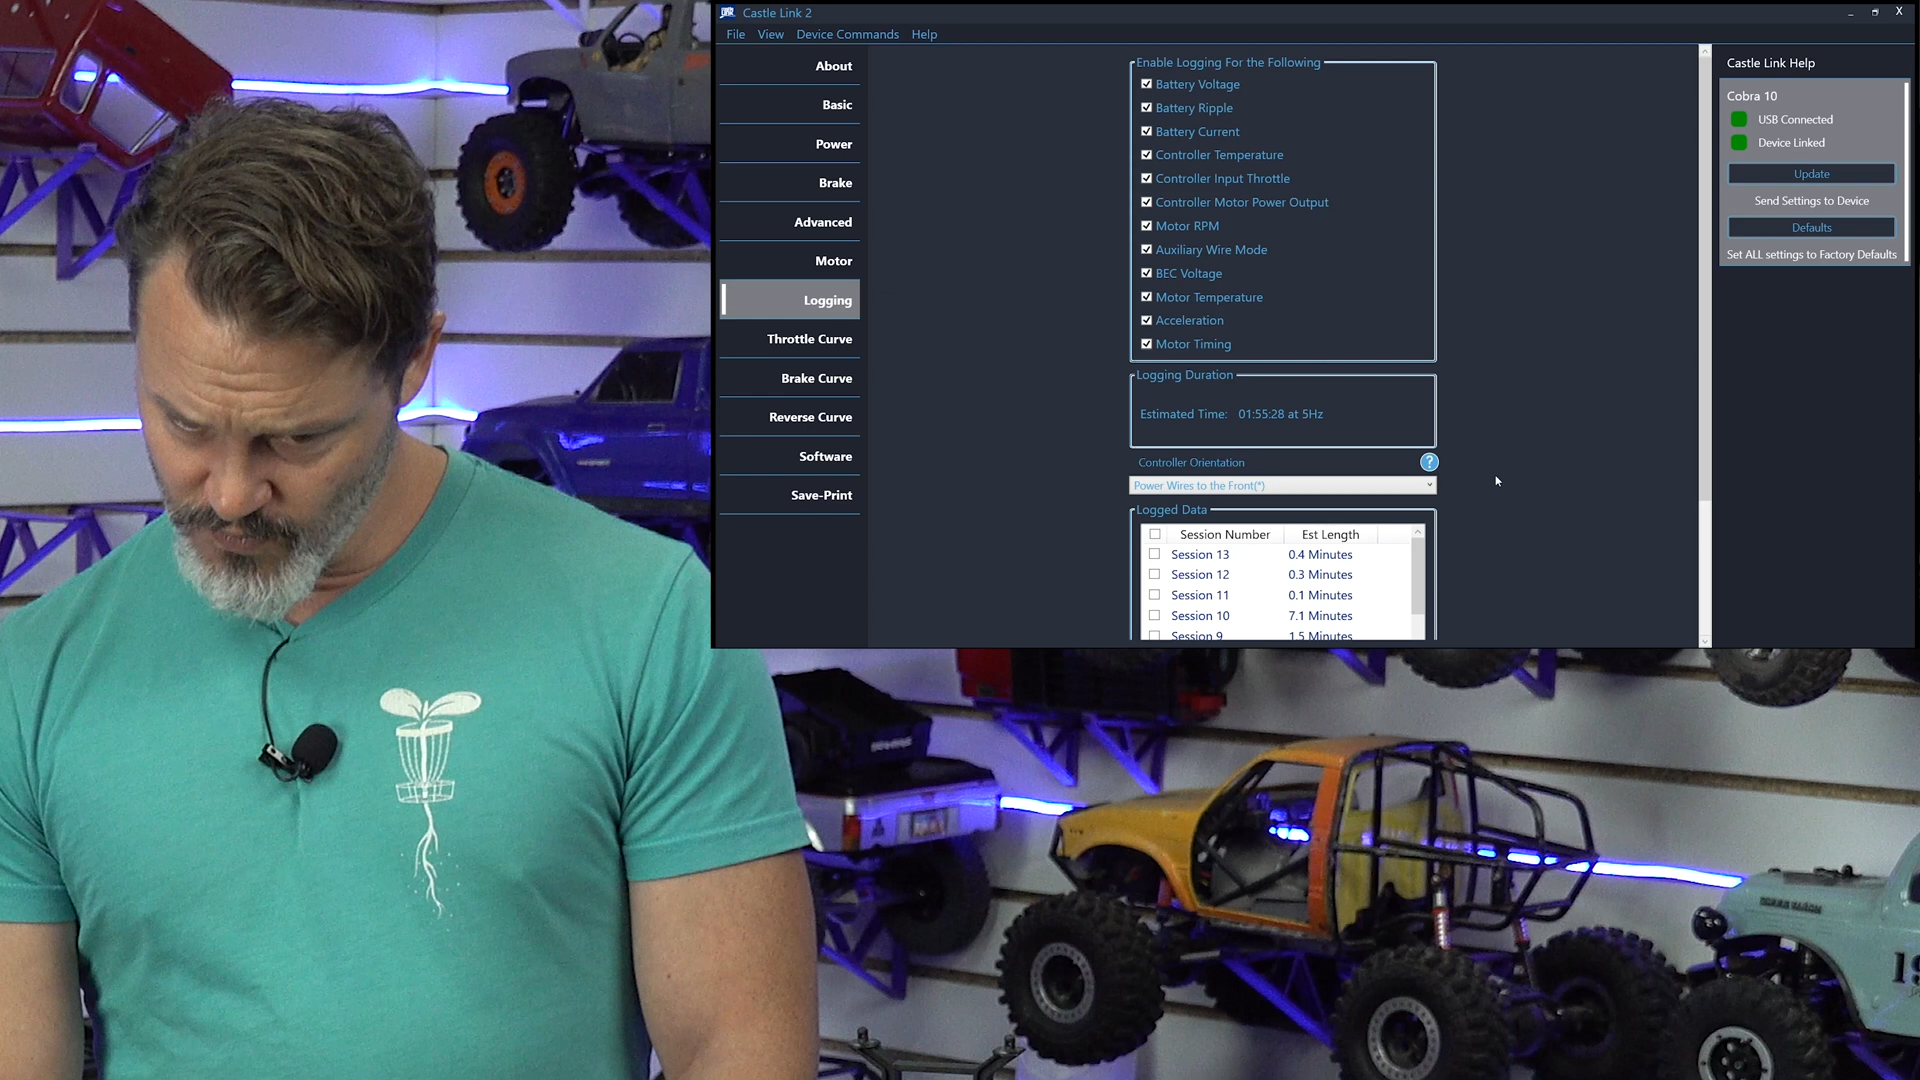 Castle Link 2
File View Device Commands Help
About
Basic
Power
Brake
Advanced
Motor
Logging
Throttle Curve
Brake Curve
Reverse Curve
Software
Save-Print
Enable Logging For the Following
Battery Voltage
Battery Ripple
Battery Current
Controller Temperature
Controller Input Throttle
Controller Motor Power Output
Motor RPM
Auxiliary Wire Mode
BEC Voltage
Motor Temperature
Acceleration
Motor Timing
Logging Duration
Estimated Time: 01:55:28 at 5Hz
Controller Orientation ?
Power Wires to the Front(*)
Logged Data
Session Number Est Length
Session 13 0.4 Minutes
Session 12 0.3 Minutes
Session 11 0.1 Minutes
Session 10 7.1 Minutes
Session 9 1.5 Minutes
Castle Link Help
Cobra 10
USB Connected
Device Linked
Update
Send Settings to Device
Defaults
Set ALL settings to Factory Defaults